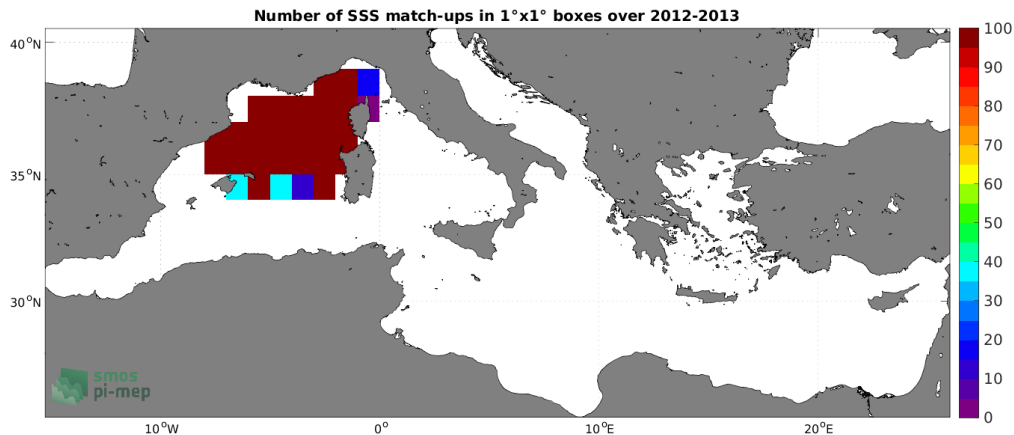 Number of SSS match-ups in 1°x1° boxes over 2012-2013
40°N
35°N
30°N
10°W
0°
10°E
20°E
100
90
80
70
60
50
40
30
20
10
0
smos
pi-mep